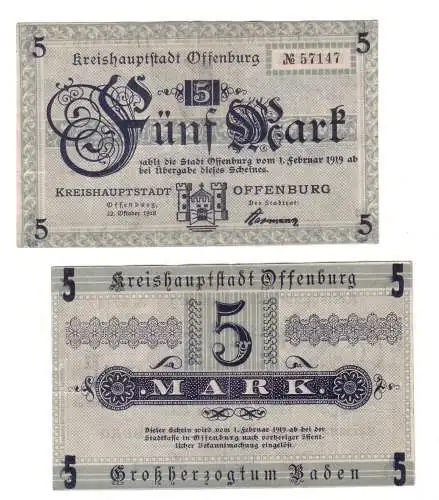 5 5
Kreishauptstadt Offenburg
№ 57147
5
Fünf Mark
zahlt die Stadt Offenburg vom 1. Februar 1919 ab
bei Übergabe dieses Scheines.
KREISHAUPTSTADT OFFENBURG
Offenburg, Der Stadtrat:
22. Oktober 1918
5 5
5 Kreishauptstadt Offenburg 5
5
MARK
Dieser Schein wird vom 1. Februar 1919 ab bei der
Stadtkasse in Offenburg nach vorheriger öffent-
licher Bekanntmachung eingelöst.
5 Großherzogtum Baden 5